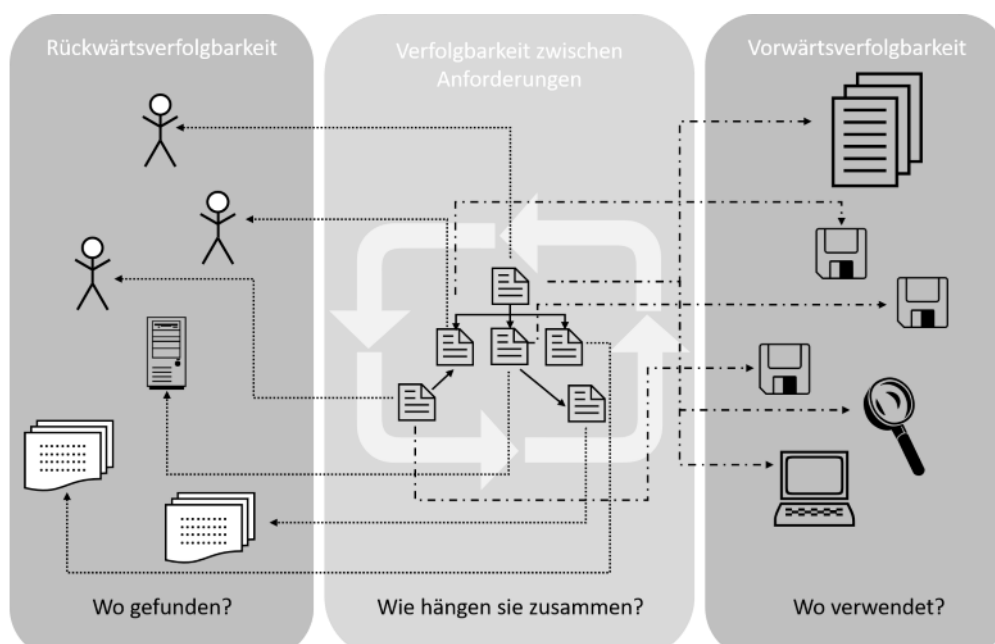 Rückwärtsverfolgbarkeit
Verfolgbarkeit zwischen
Anforderungen
Vorwärtsverfolgbarkeit
Wo gefunden?
Wie hängen sie zusammen?
Wo verwendet?